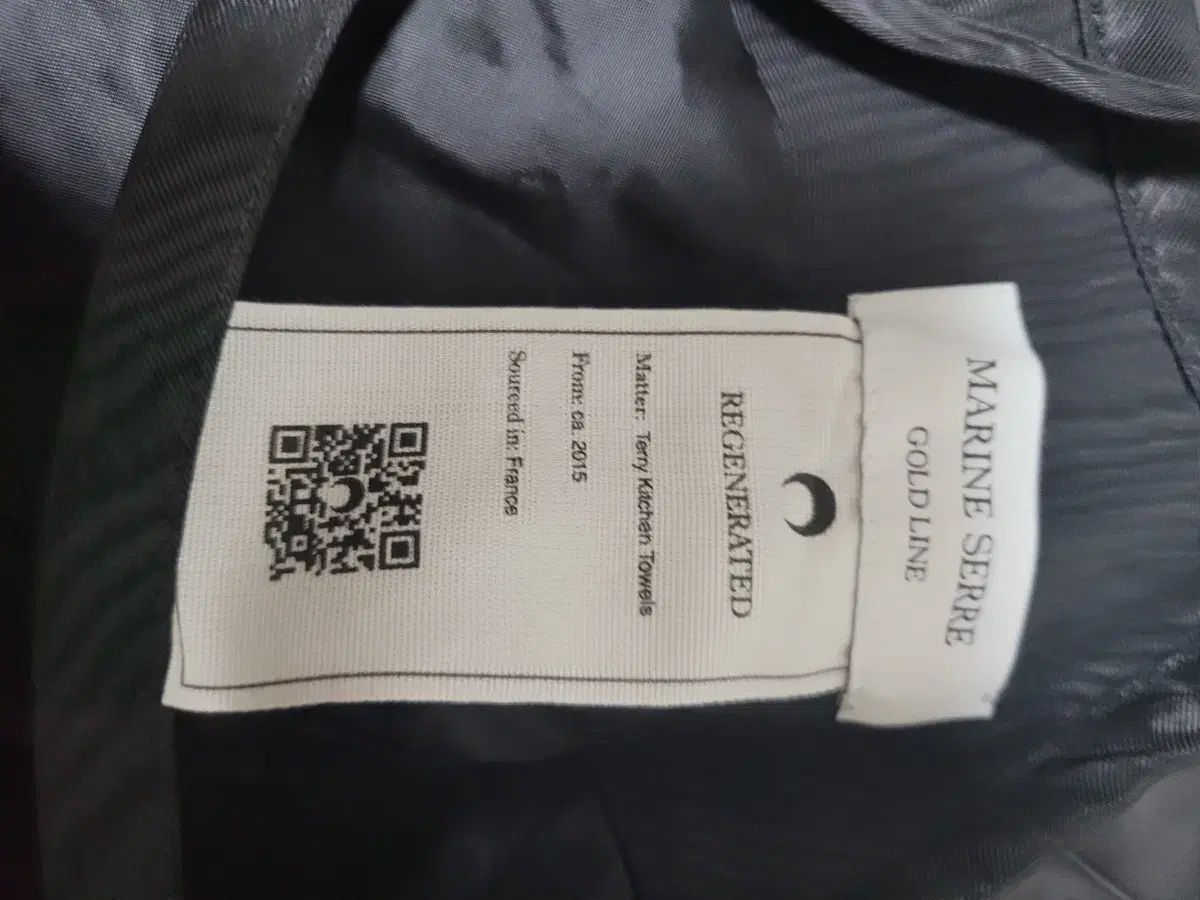 MARINE SERRE
GOLD LINE
REGENERATED
Matter: Terry Kitchen Towels
From: ca. 2015
Sourced in: France